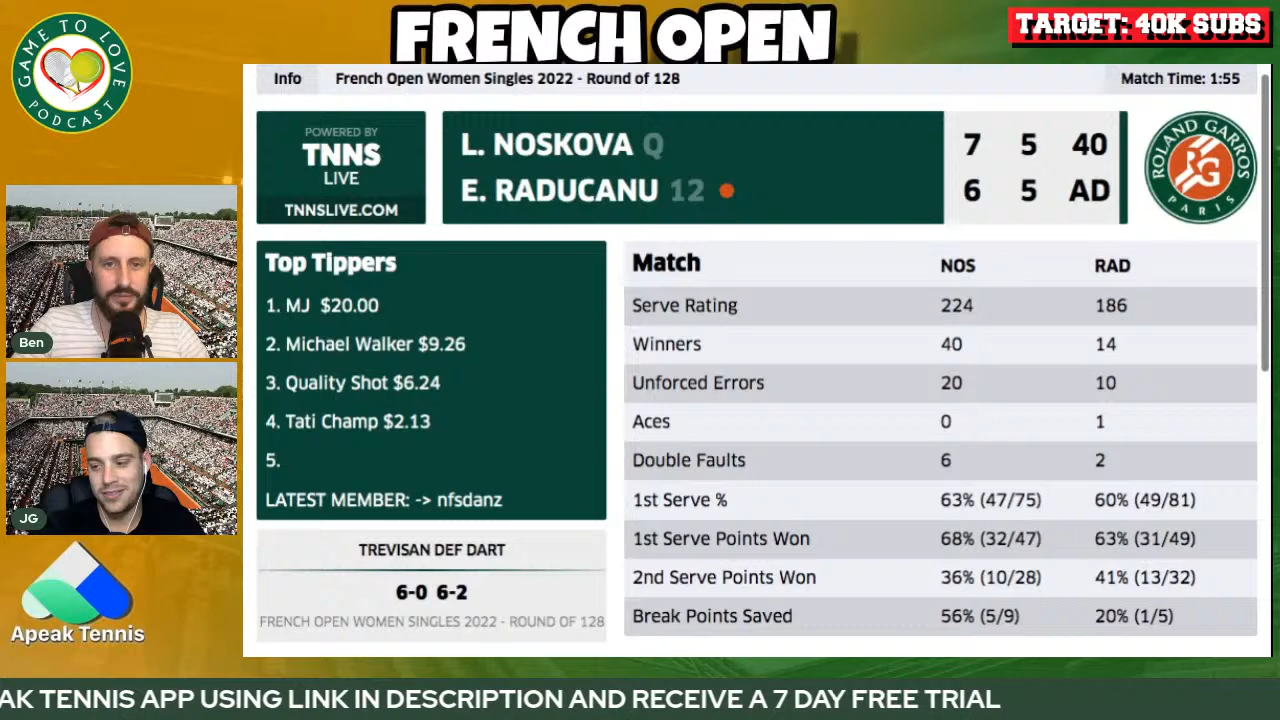 GAME TO LOVE
PODCAST
FRENCH OPEN
TARGET: 40K SUBS
Info French Open Women Singles 2022 - Round of 128 Match Time: 1:55
POWERED BY
TNNS
LIVE
TNNSLIVE.COM
L. NOSKOVA Q 7 5 40
E. RADUCANU 12 6 5 AD
ROLAND GARROS
RG
PARIS
Ben
JG
Apeak Tennis
Top Tippers
1. MJ $20.00
2. Michael Walker $9.26
3. Quality Shot $6.24
4. Tati Champ $2.13
5.
LATEST MEMBER: -> nfsdanz
TREVISAN DEF DART
6-0 6-2
FRENCH OPEN WOMEN SINGLES 2022 - ROUND OF 128
Match NOS RAD
Serve Rating 224 186
Winners 40 14
Unforced Errors 20 10
Aces 0 1
Double Faults 6 2
1st Serve % 63% (47/75) 60% (49/81)
1st Serve Points Won 68% (32/47) 63% (31/49)
2nd Serve Points Won 36% (10/28) 41% (13/32)
Break Points Saved 56% (5/9) 20% (1/5)
AK TENNIS APP USING LINK IN DESCRIPTION AND RECEIVE A 7 DAY FREE TRIAL